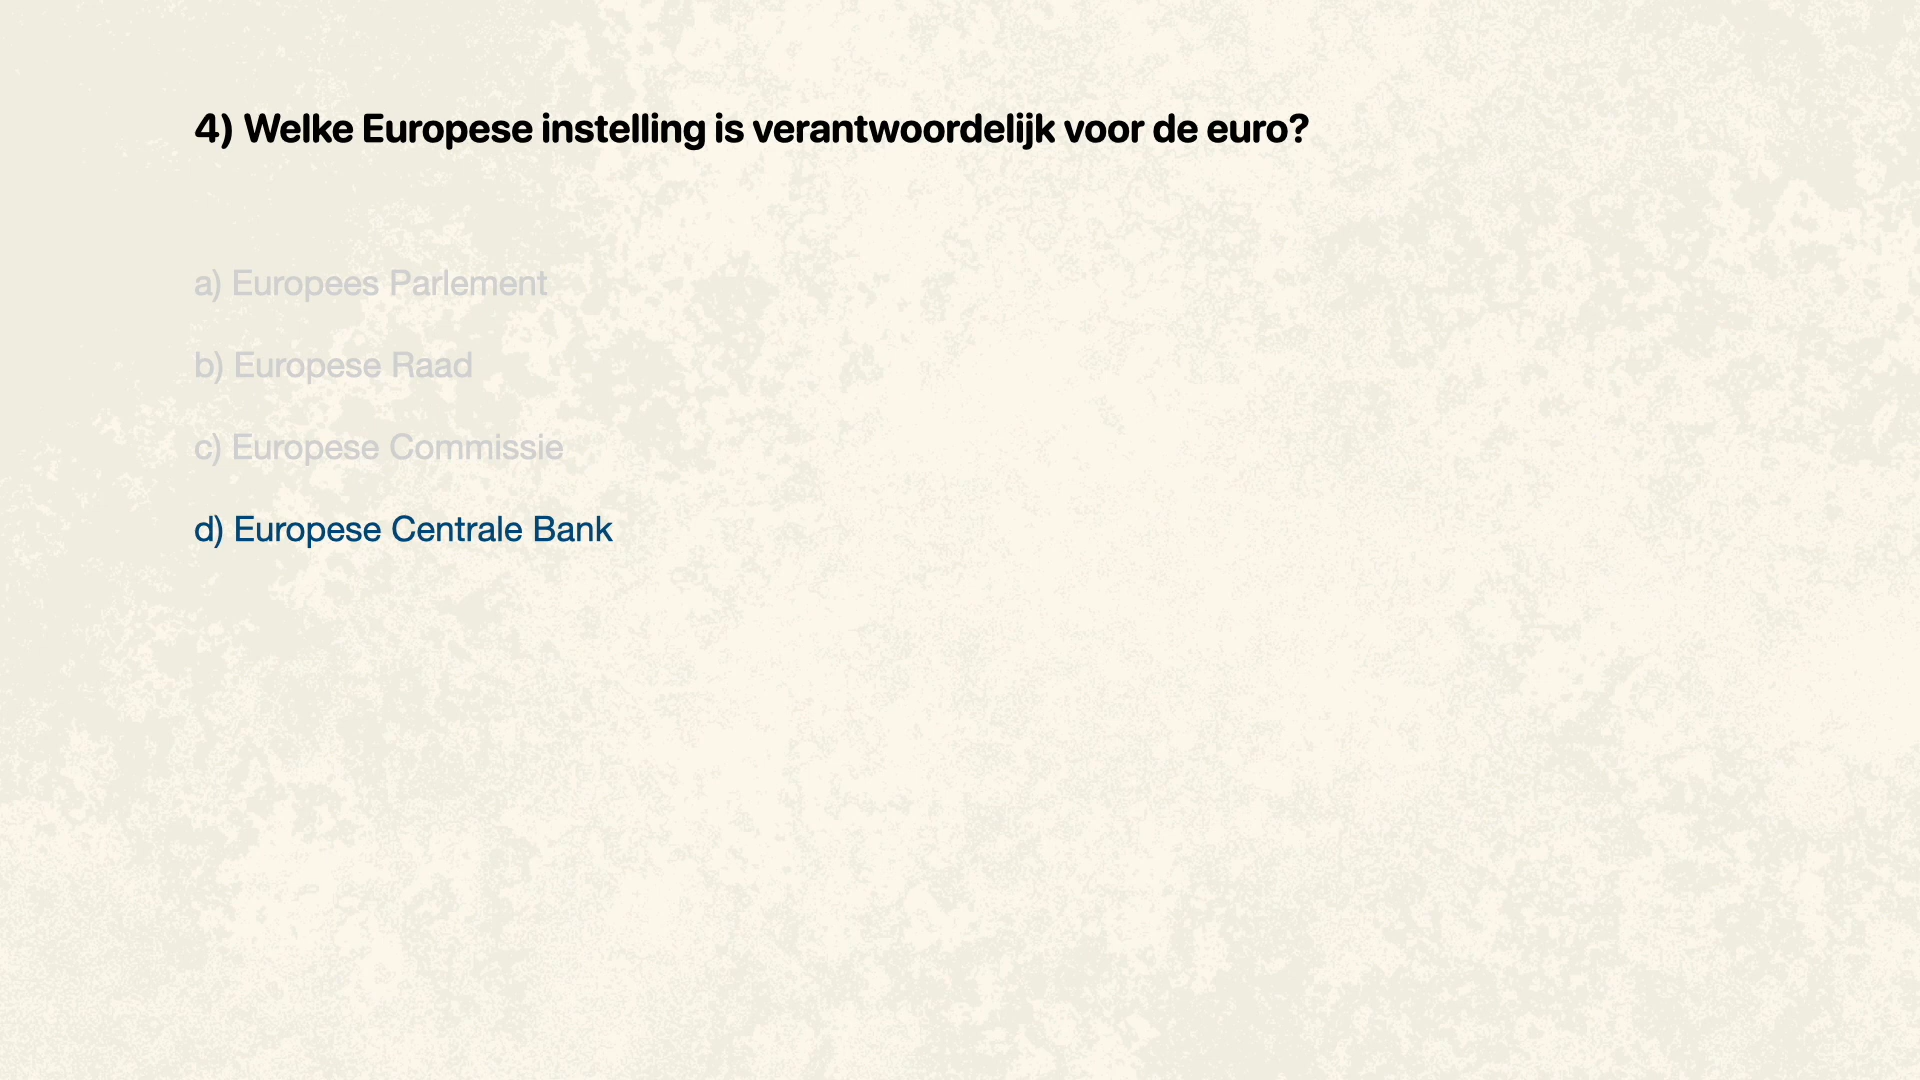 4) Welke Europese instelling is verantwoordelijk voor de euro?
a) Europees Parlement
b) Europese Raad
c) Europese Commissie
d) Europese Centrale Bank